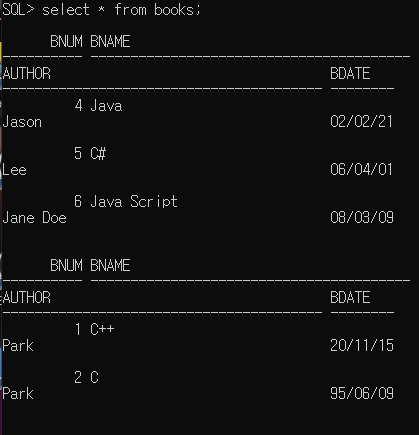 SQL> select * from books;
BNUM BNAME
---------- ----------------------------------------
AUTHOR BDATE
---------------------------------------- --------
4 Java
Jason 02/02/21
5 C#
Lee 06/04/01
6 Java Script
Jane Doe 08/03/09
BNUM BNAME
---------- ----------------------------------------
AUTHOR BDATE
---------------------------------------- --------
1 C++
Park 20/11/15
2 C
Park 95/06/09